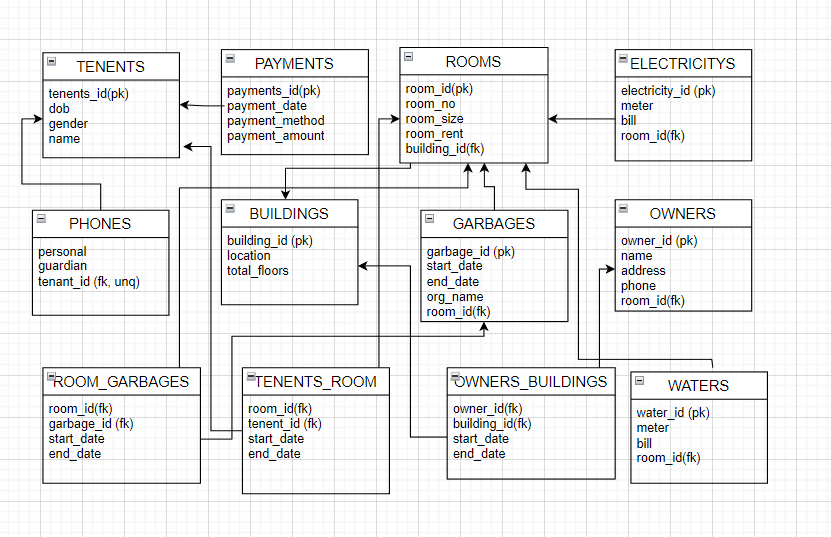 TENENTS
tenents_id(pk)
dob
gender
name
PAYMENTS
payments_id(pk)
payment_date
payment_method
payment_amount
ROOMS
room_id(pk)
room_no
room_size
room_rent
building_id(fk)
ELECTRICITYS
electricity_id (pk)
meter
bill
room_id(fk)
PHONES
personal
guardian
tenant_id (fk, unq)
BUILDINGS
building_id (pk)
location
total_floors
GARBAGES
garbage_id (pk)
start_date
end_date
org_name
room_id(fk)
OWNERS
owner_id (pk)
name
address
phone
room_id(fk)
ROOM_GARBAGES
room_id(fk)
garbage_id (fk)
start_date
end_date
TENENTS_ROOM
room_id(fk)
tenent_id (fk)
start_date
end_date
OWNERS_BUILDINGS
owner_id(fk)
building_id(fk)
start_date
end_date
WATERS
water_id (pk)
meter
bill
room_id(fk)